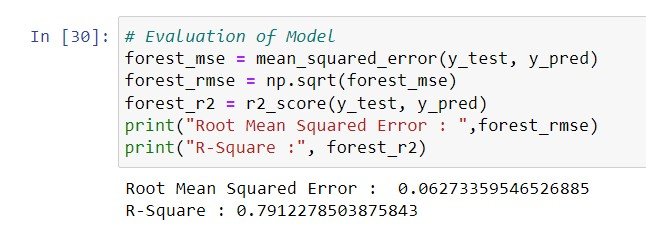 In [30]: # Evaluation of Model
forest_mse = mean_squared_error(y_test, y_pred)
forest_rmse = np.sqrt(forest_mse)
forest_r2 = r2_score(y_test, y_pred)
print("Root Mean Squared Error : ",forest_rmse)
print("R-Square :", forest_r2)
Root Mean Squared Error :  0.06273359546526885
R-Square : 0.7912278503875843